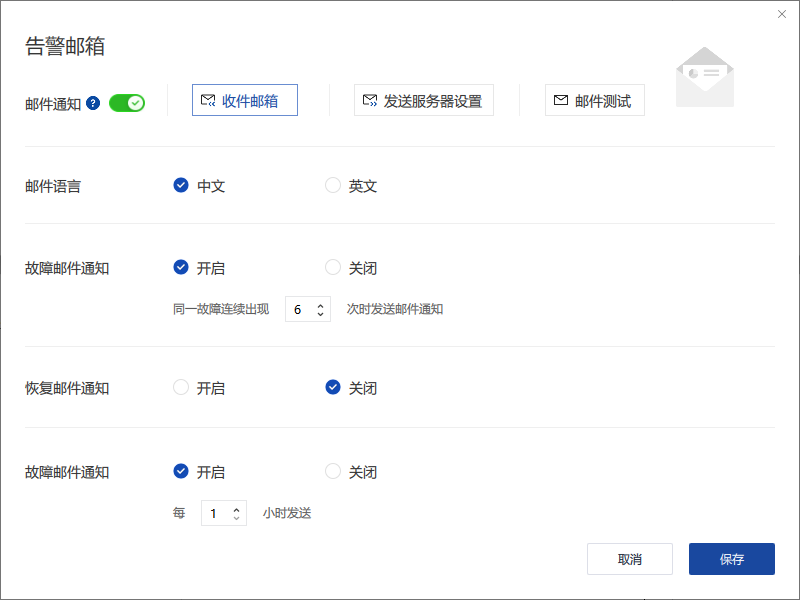 告警邮箱
邮件通知 ? 收件邮箱 发送服务器设置 邮件测试
邮件语言 中文 英文
故障邮件通知 开启 关闭
同一故障连续出现 6 次时发送邮件通知
恢复邮件通知 开启 关闭
故障邮件通知 开启 关闭
每 1 小时发送
取消 保存